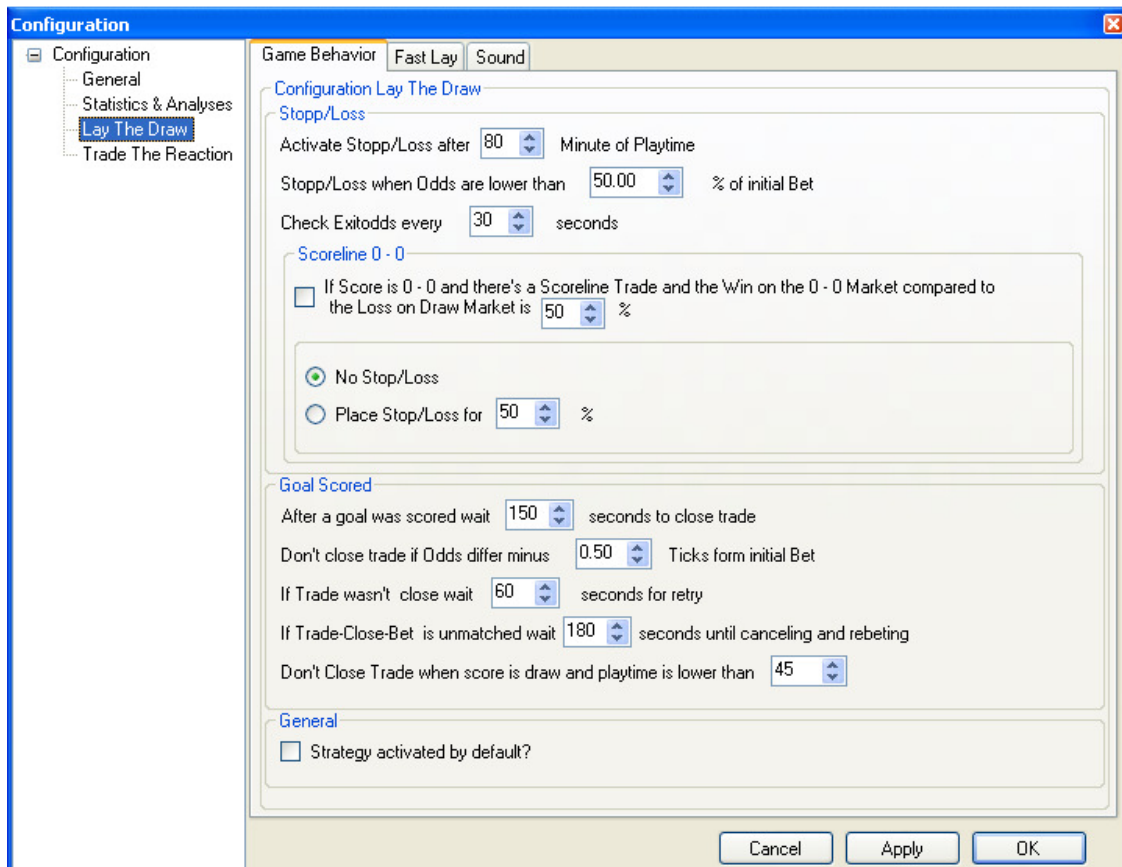 Configuration
Configuration
General
Statistics & Analyses
Lay The Draw
Trade The Reaction
Game Behavior Fast Lay Sound
Configuration Lay The Draw
Stopp/Loss
Activate Stopp/Loss after 80 Minute of Playtime
Stopp/Loss when Odds are lower than 50.00 % of initial Bet
Check Exitodds every 30 seconds
Scoreline 0 - 0
If Score is 0 - 0 and there's a Scoreline Trade and the Win on the 0 - 0 Market compared to
the Loss on Draw Market is 50 %
No Stop/Loss
Place Stop/Loss for 50 %
Goal Scored
After a goal was scored wait 150 seconds to close trade
Don't close trade if Odds differ minus 0.50 Ticks form initial Bet
If Trade wasn't close wait 60 seconds for retry
If Trade-Close-Bet is unmatched wait 180 seconds until canceling and rebeting
Don't Close Trade when score is draw and playtime is lower than 45
General
Strategy activated by default?
Cancel Apply OK